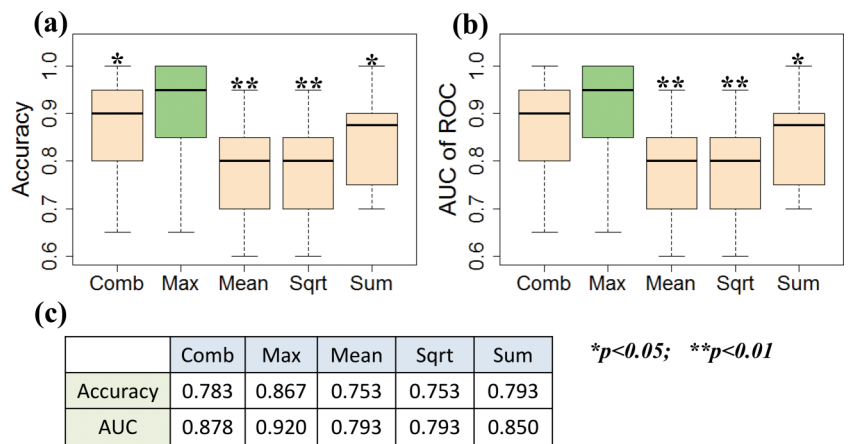 (a)
(b)
Accuracy
1.0
0.9
0.8
0.7
0.6
*
**
**
*
Comb Max Mean Sqrt Sum
AUC of ROC
1.0
0.9
0.8
0.7
0.6
**
**
*
Comb Max Mean Sqrt Sum
(c)
Comb Max Mean Sqrt Sum
Accuracy 0.783 0.867 0.753 0.753 0.793
AUC 0.878 0.920 0.793 0.793 0.850
*p<0.05; **p<0.01